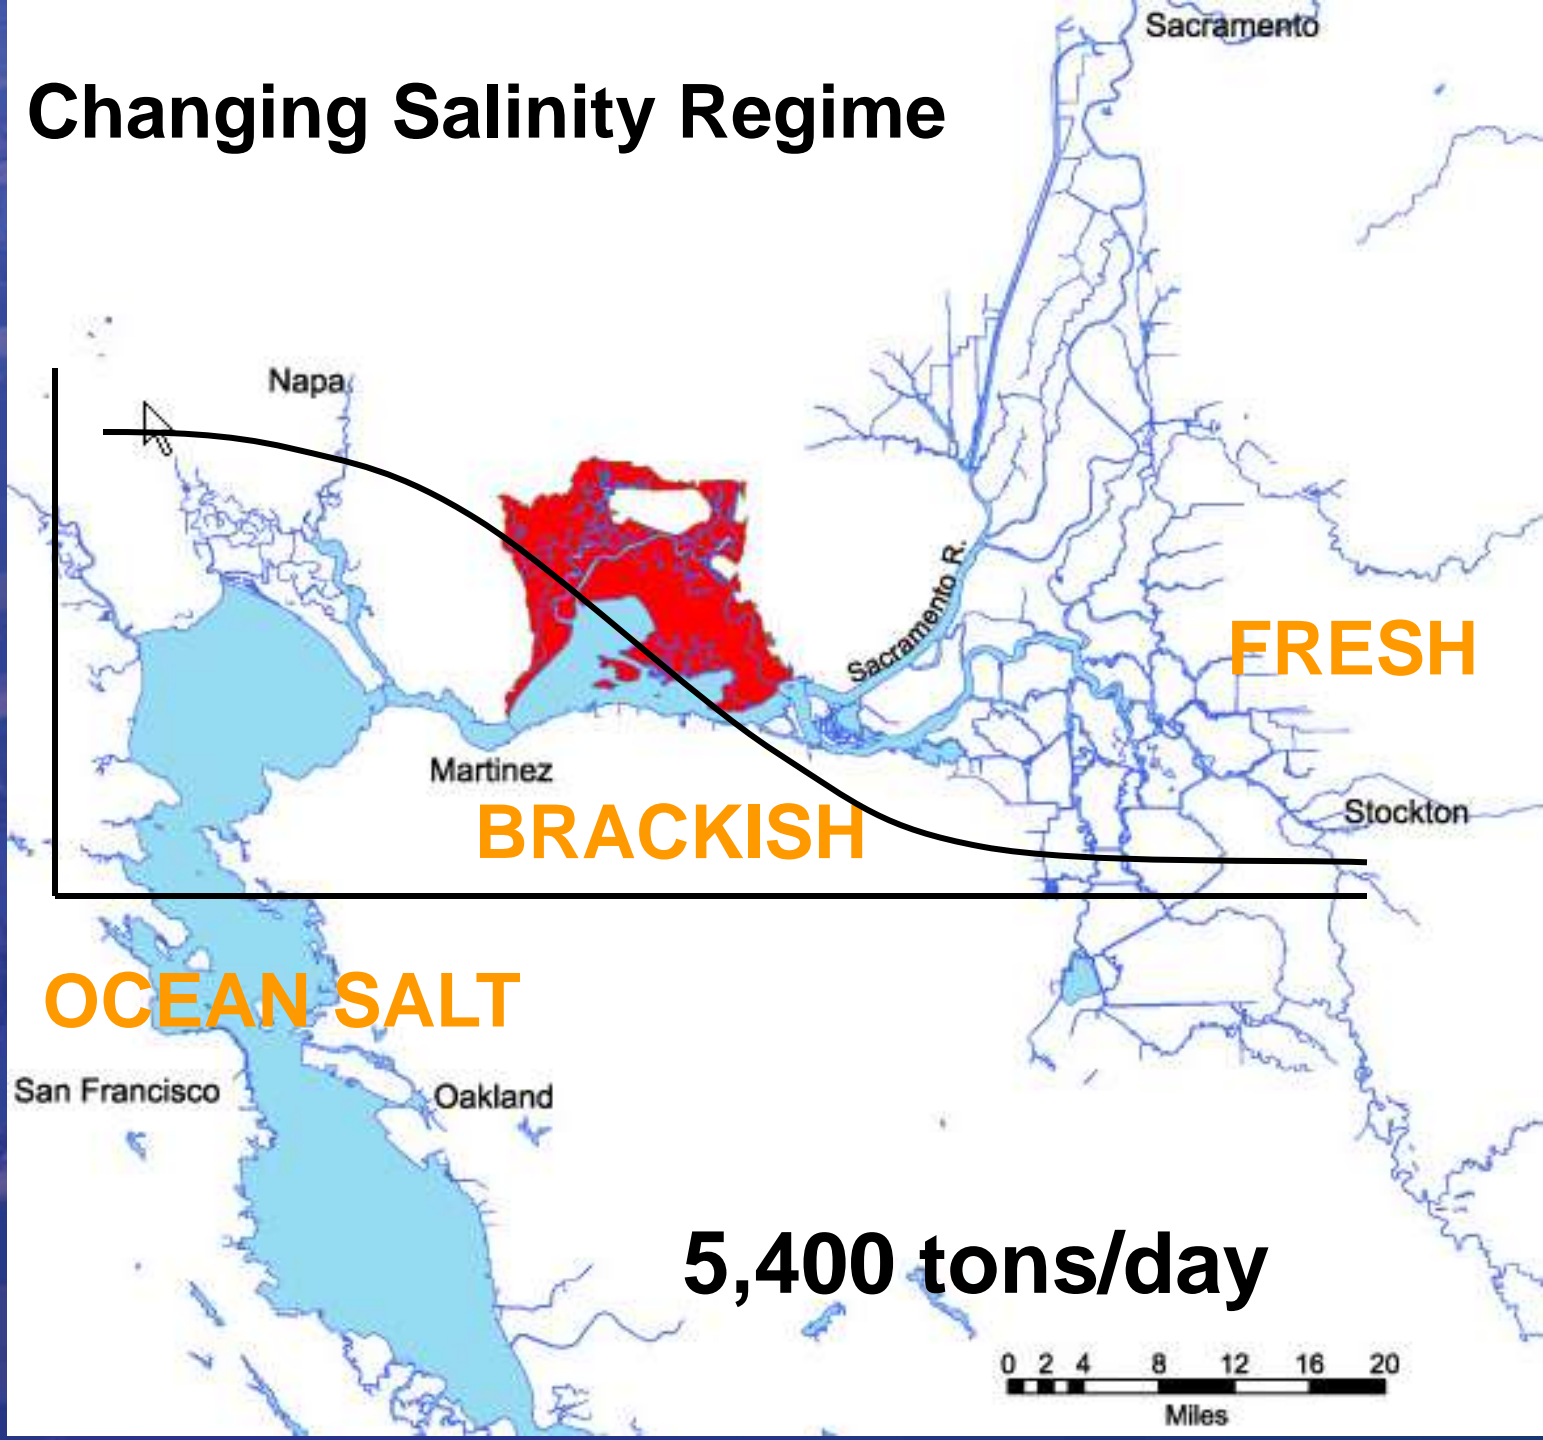 Sacramento
Changing Salinity Regime
Napa
Sacramento R.
FRESH
Martinez
Stockton
BRACKISH
OCEAN SALT
San Francisco
Oakland
5,400 tons/day
0 2 4 8 12 16 20
Miles